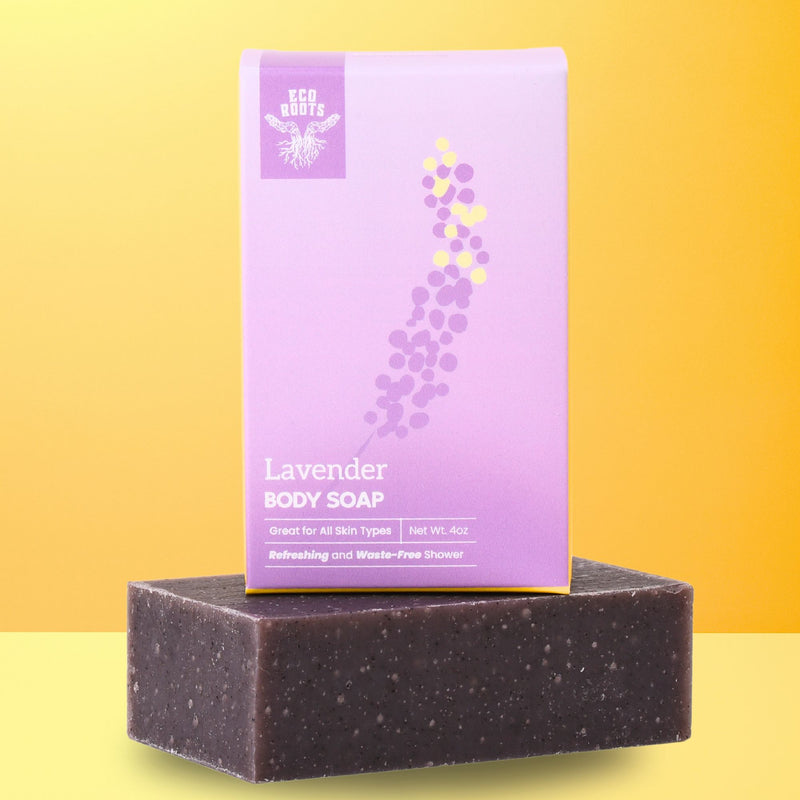 ECO
ROOTS
Lavender
BODY SOAP
Great for All Skin Types Net Wt. 4oz
Refreshing and Waste-Free Shower